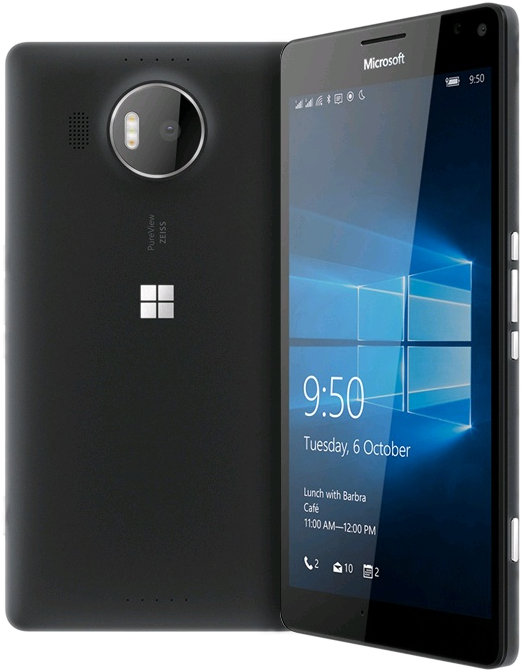 PureView
ZEISS
Microsoft
9:50
9:50
Tuesday, 6 October
Lunch with Barbra
Café
11:00 AM—12:00 PM
2 10 2